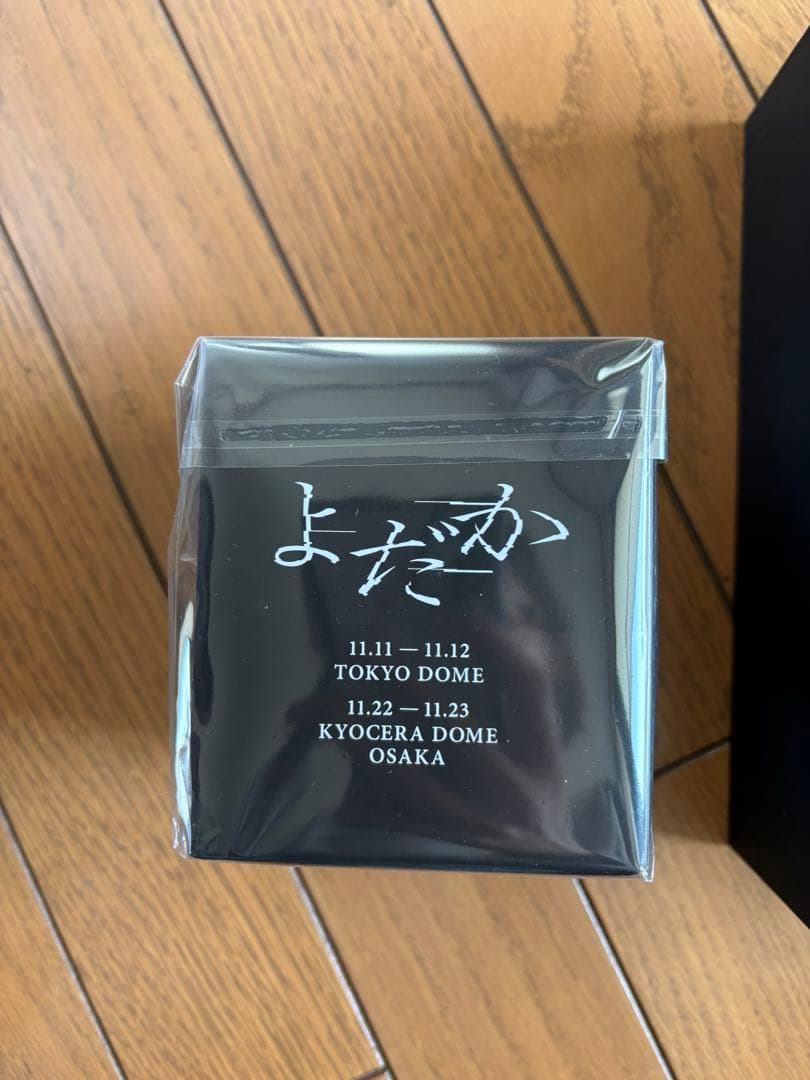 よだか
11.11 — 11.12
TOKYO DOME
11.22 — 11.23
KYOCERA DOME
OSAKA